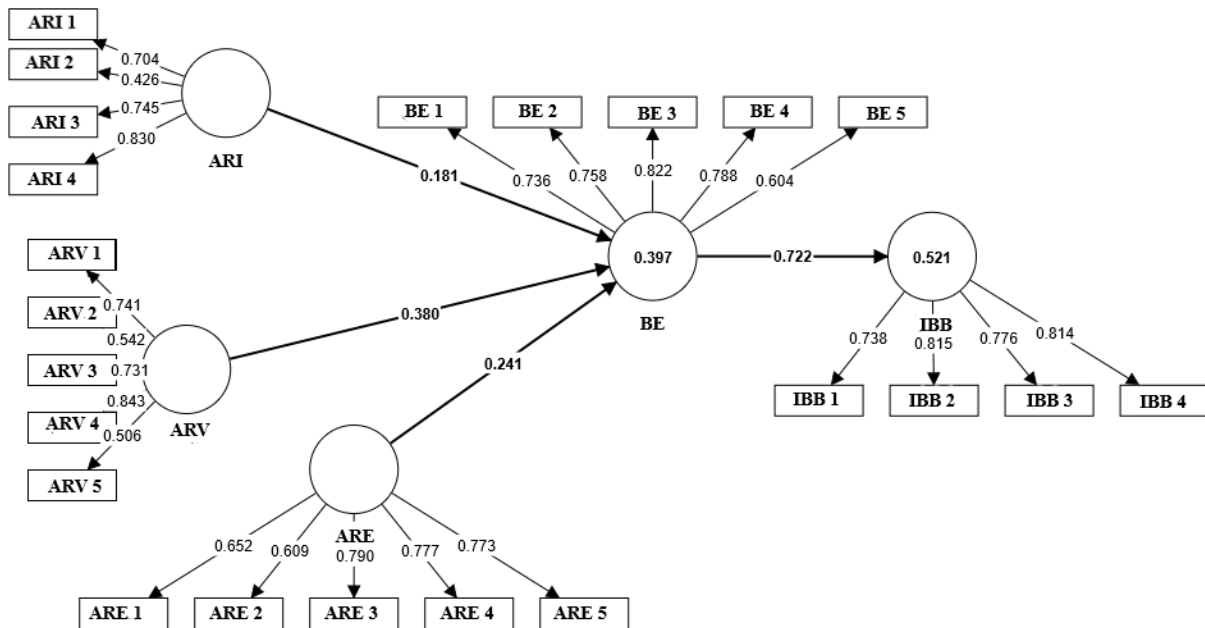 ARI 1
ARI 2
ARI 3
ARI 4
0.704
0.426
0.745
0.830
ARI
0.181
BE 1
BE 2
BE 3
BE 4
BE 5
0.736
0.758
0.822
0.788
0.604
0.397
BE
0.722
0.521
IBB
0.738
0.815
0.776
0.814
IBB 1
IBB 2
IBB 3
IBB 4
ARV 1
ARV 2
ARV 3
ARV 4
ARV 5
0.741
0.542
0.731
0.843
0.506
ARV
0.380
0.241
ARE
0.652
0.609
0.790
0.777
0.773
ARE 1
ARE 2
ARE 3
ARE 4
ARE 5